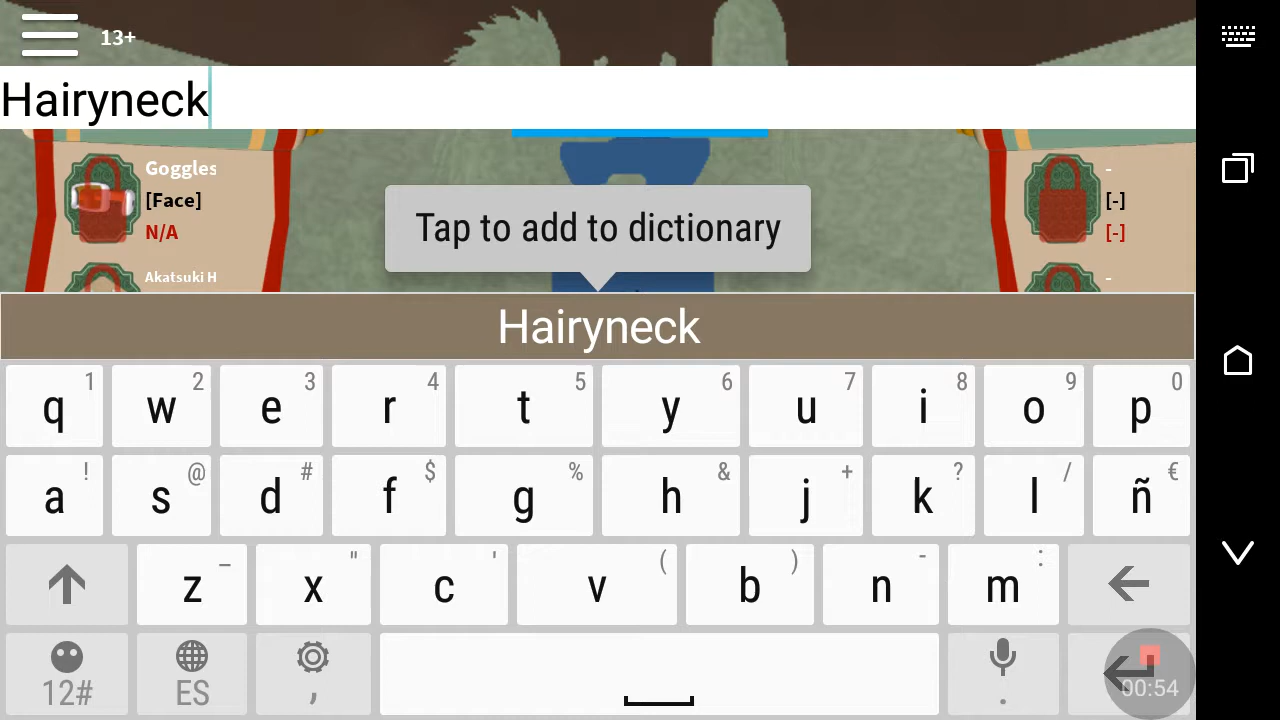 13+
Hairyneck
Goggles
[Face]
N/A
Akatsuki H
-
[-]
[-]
-
Tap to add to dictionary
Hairyneck
1 2 3 4 5 6 7 8 9 0
q w e r t y u i o p
! @ # $ % & + ? / €
a s d f g h j k l ñ
_ " ' ( ) - :
z x c v b n m
12# ES , .
00:54